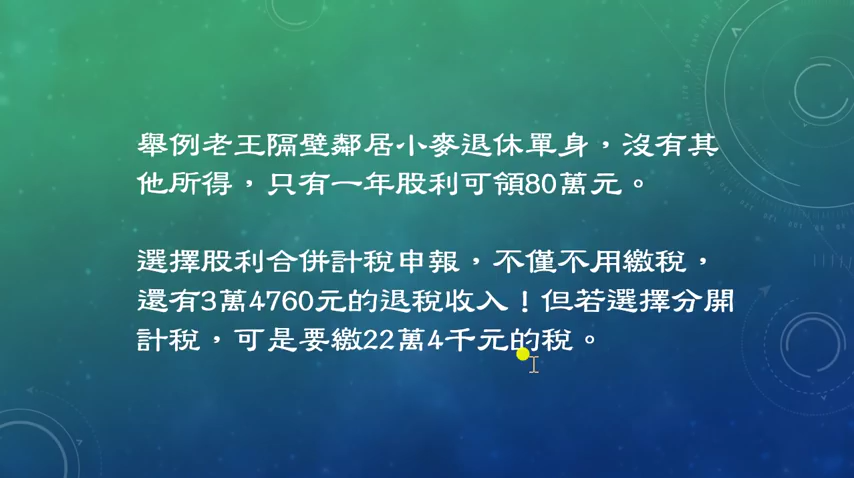 舉例老王隔壁鄰居小麥退休單身，沒有其
他所得，只有一年股利可領80萬元。
選擇股利合併計稅申報，不僅不用繳稅，
還有3萬4760元的退稅收入！但若選擇分開
計稅，可是要繳22萬4千元的稅。